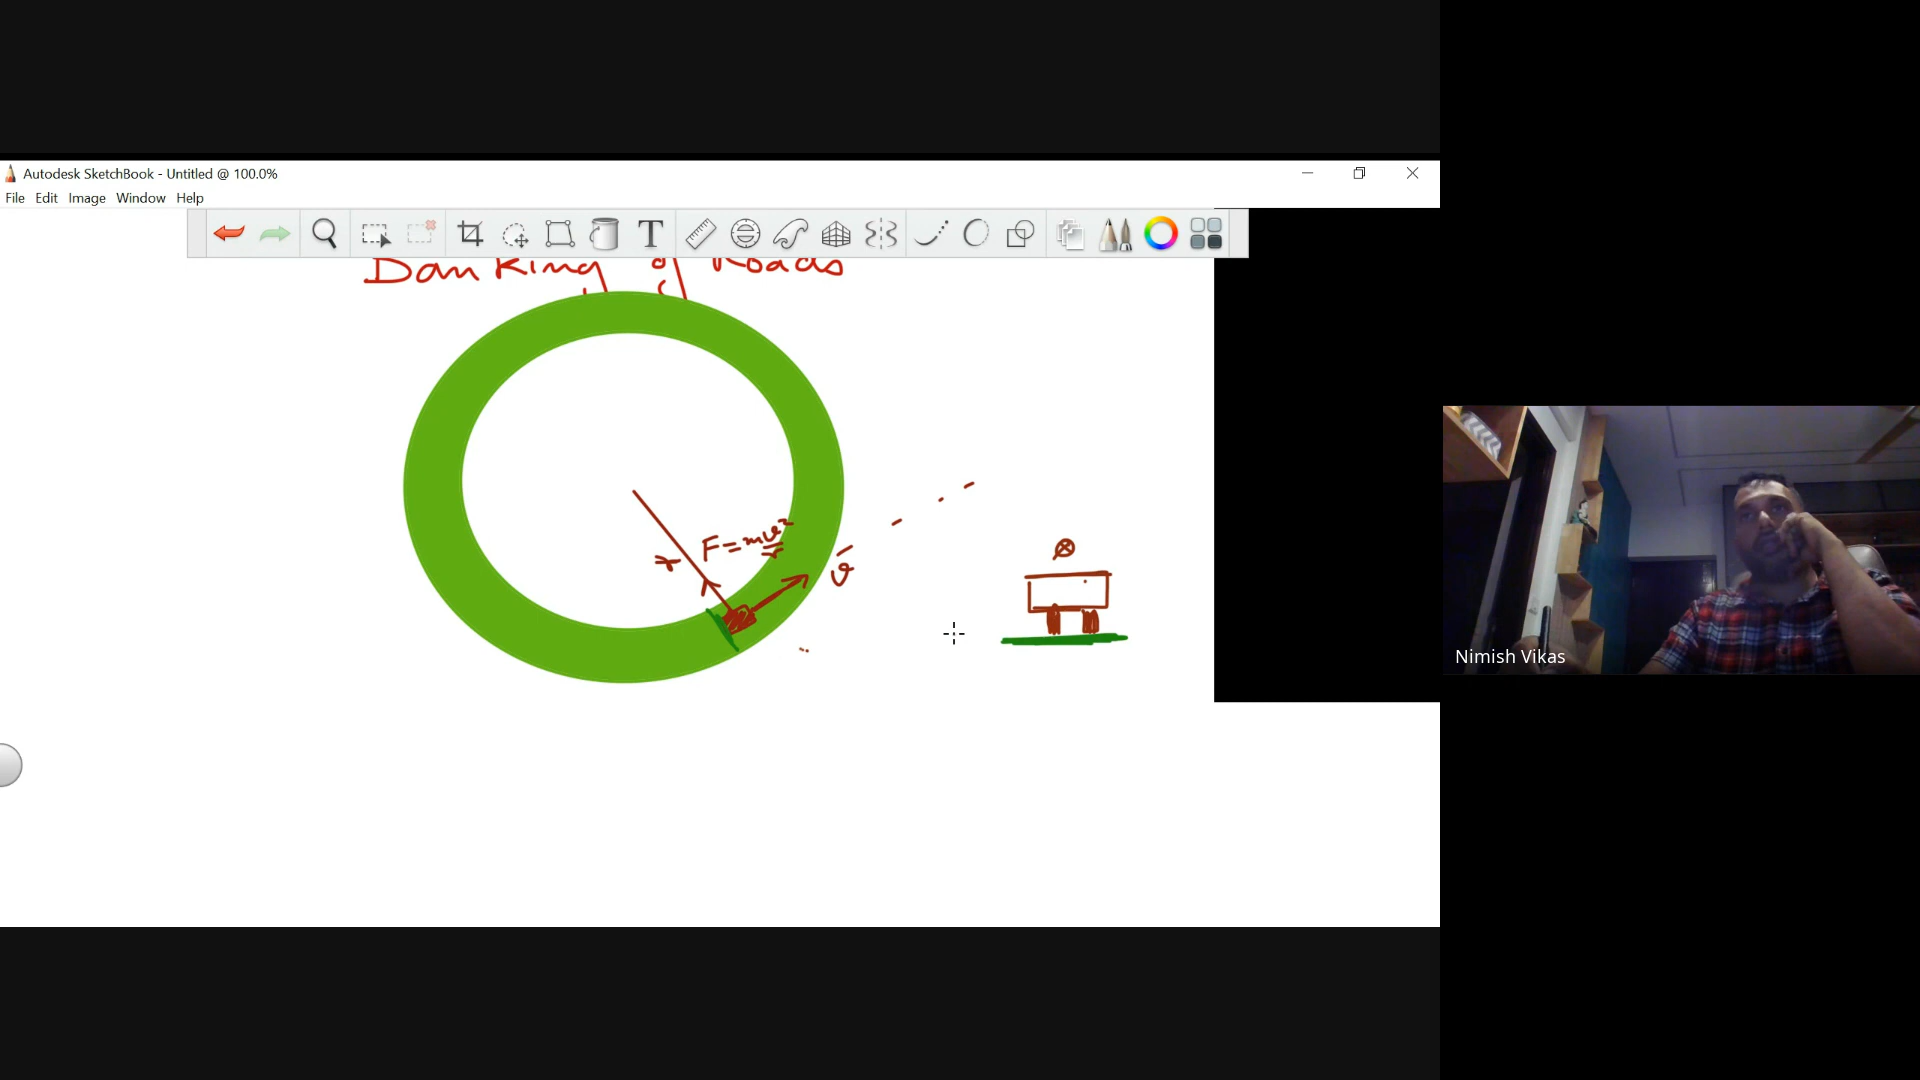 Autodesk SketchBook - Untitled @ 100.0%
File Edit Image Window Help
T
Banking of Roads
F = mv²/r
r
v̄
Nimish Vikas